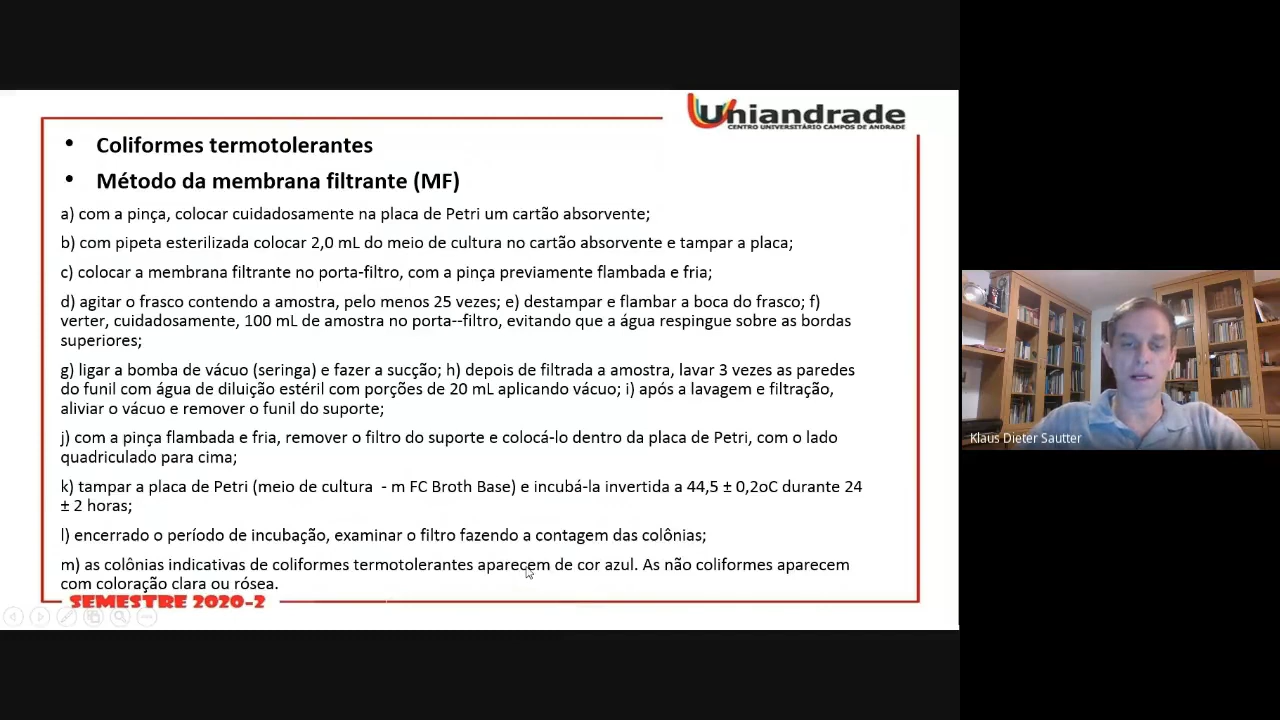 Uniandrade
CENTRO UNIVERSITÁRIO CAMPOS DE ANDRADE
• Coliformes termotolerantes
• Método da membrana filtrante (MF)
a) com a pinça, colocar cuidadosamente na placa de Petri um cartão absorvente;
b) com pipeta esterilizada colocar 2,0 mL do meio de cultura no cartão absorvente e tampar a placa;
c) colocar a membrana filtrante no porta-filtro, com a pinça previamente flambada e fria;
d) agitar o frasco contendo a amostra, pelo menos 25 vezes; e) destampar e flambar a boca do frasco; f)
verter, cuidadosamente, 100 mL de amostra no porta--filtro, evitando que a água respingue sobre as bordas
superiores;
g) ligar a bomba de vácuo (seringa) e fazer a sucção; h) depois de filtrada a amostra, lavar 3 vezes as paredes
do funil com água de diluição estéril com porções de 20 mL aplicando vácuo; i) após a lavagem e filtração,
aliviar o vácuo e remover o funil do suporte;
j) com a pinça flambada e fria, remover o filtro do suporte e colocá-lo dentro da placa de Petri, com o lado
quadriculado para cima;
k) tampar a placa de Petri (meio de cultura - m FC Broth Base) e incubá-la invertida a 44,5 ± 0,2oC durante 24
± 2 horas;
l) encerrado o período de incubação, examinar o filtro fazendo a contagem das colônias;
m) as colônias indicativas de coliformes termotolerantes aparecem de cor azul. As não coliformes aparecem
com coloração clara ou rósea.
SEMESTRE 2020-2
Klaus Dieter Sautter